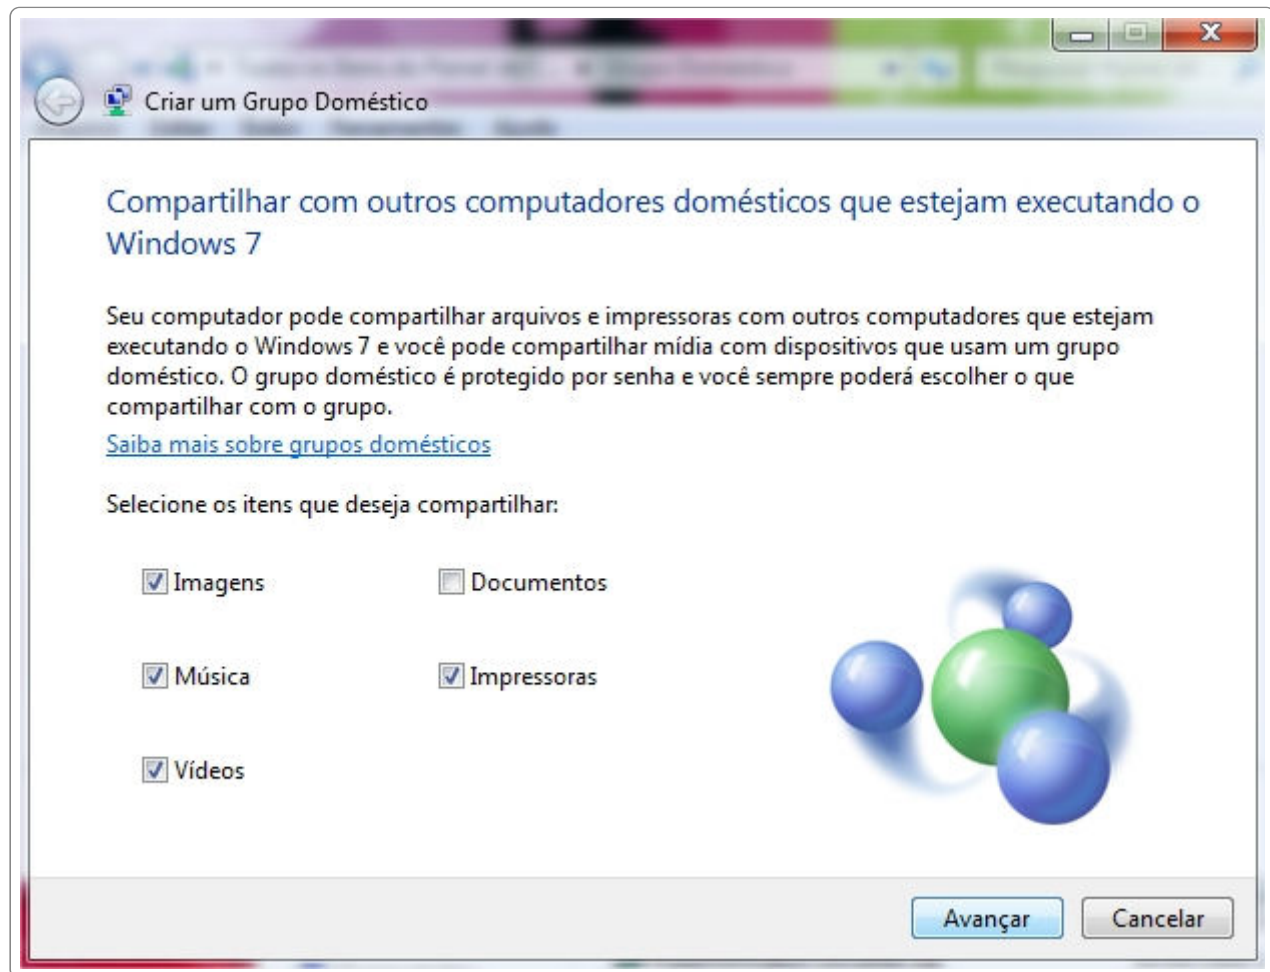 Criar um Grupo Doméstico
Compartilhar com outros computadores domésticos que estejam executando o
Windows 7
Seu computador pode compartilhar arquivos e impressoras com outros computadores que estejam
executando o Windows 7 e você pode compartilhar mídia com dispositivos que usam um grupo
doméstico. O grupo doméstico é protegido por senha e você sempre poderá escolher o que
compartilhar com o grupo.
Saiba mais sobre grupos domésticos
Selecione os itens que deseja compartilhar:
Imagens
Documentos
Música
Impressoras
Vídeos
Avançar
Cancelar